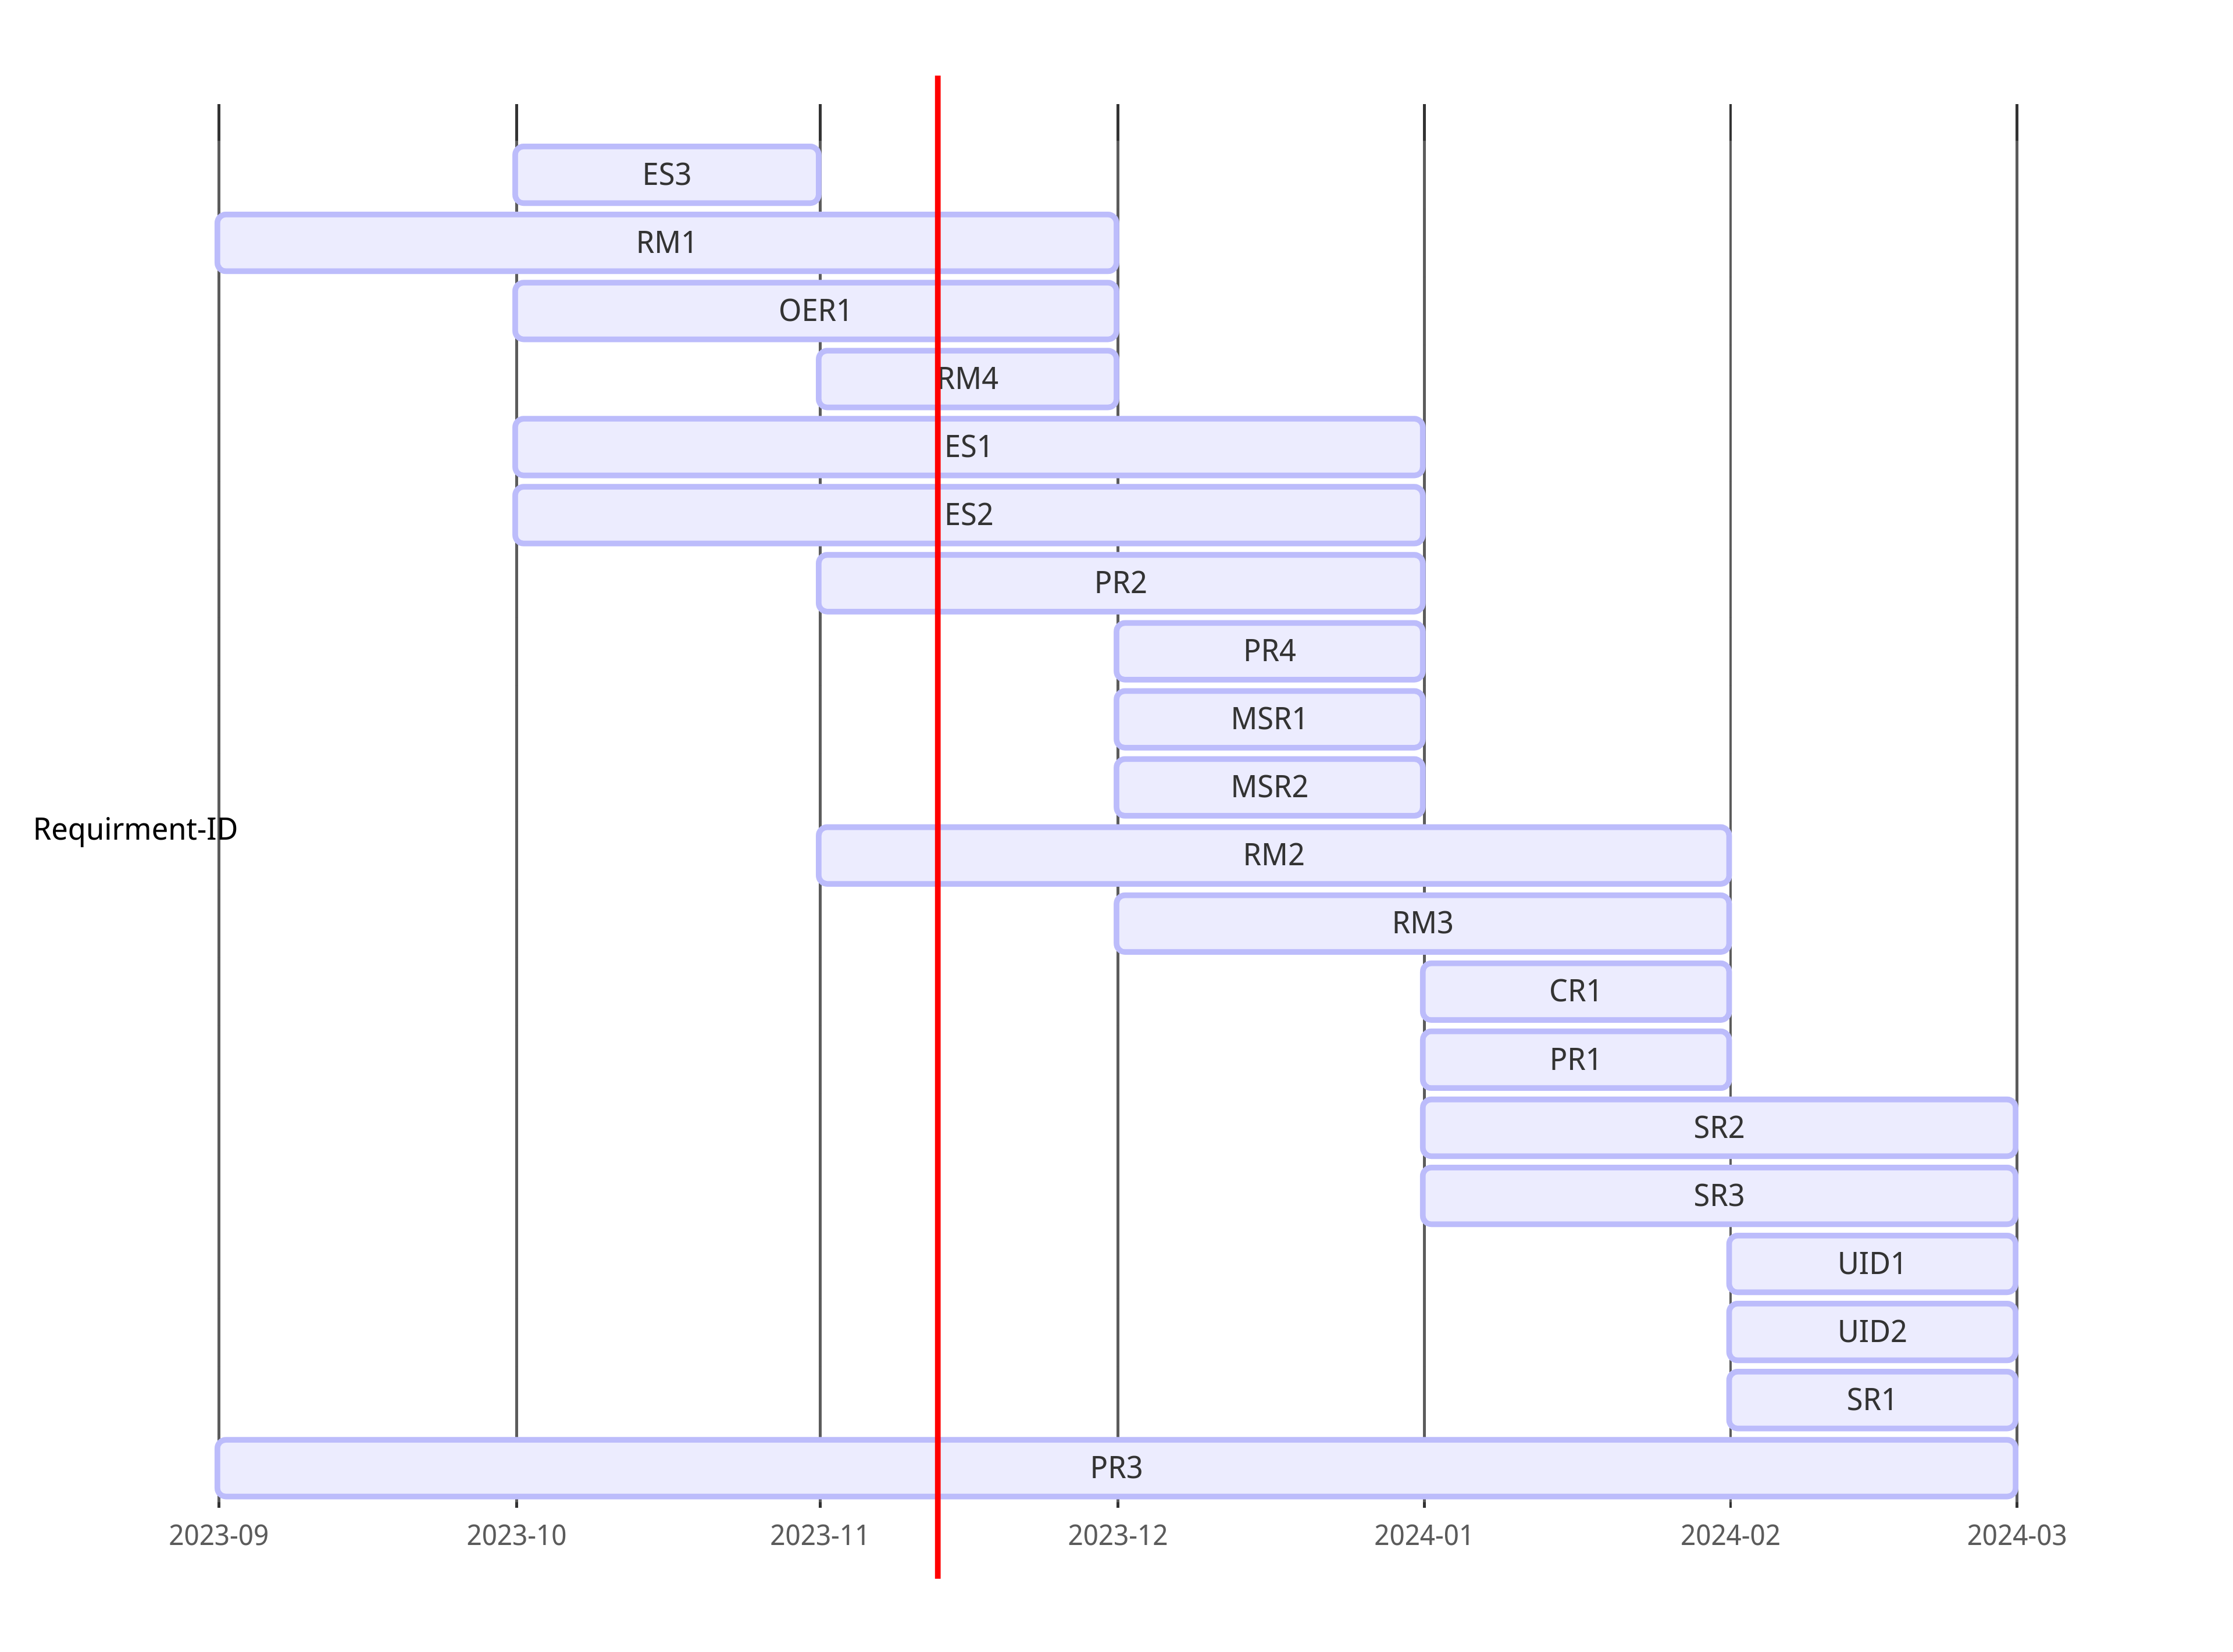 ES3
RM1
OER1
RM4
ES1
ES2
PR2
PR4
MSR1
MSR2
Requirment-ID
RM2
RM3
CR1
PR1
SR2
SR3
UID1
UID2
SR1
PR3
2023-09 2023-10 2023-11 2023-12 2024-01 2024-02 2024-03